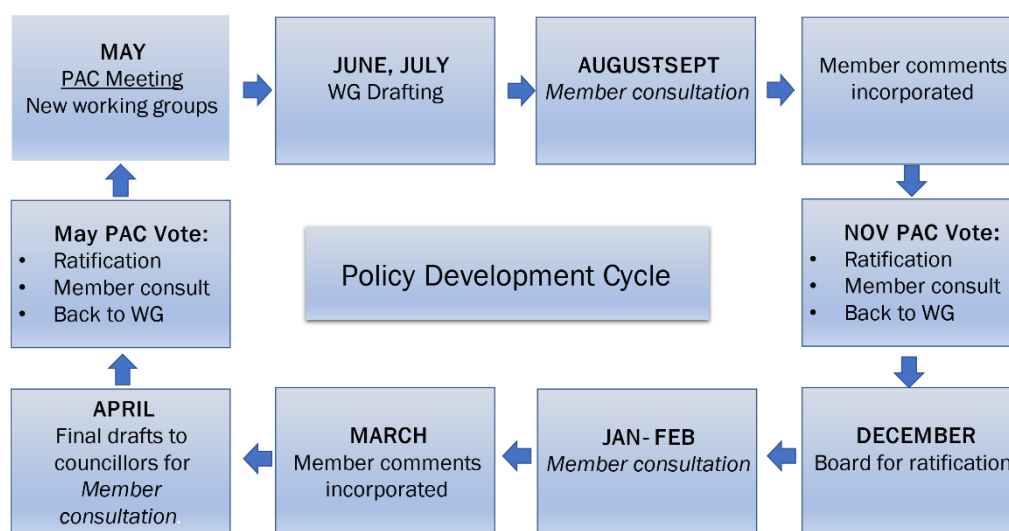 MAY
PAC Meeting
New working groups
JUNE, JULY
WG Drafting
AUGUST-SEPT
Member consultation
Member comments
incorporated
May PAC Vote:
• Ratification
• Member consult
• Back to WG
Policy Development Cycle
NOV PAC Vote:
• Ratification
• Member consult
• Back to WG
APRIL
Final drafts to
councillors for
Member
consultation.
MARCH
Member comments
incorporated
JAN- FEB
Member consultation
DECEMBER
Board for ratification